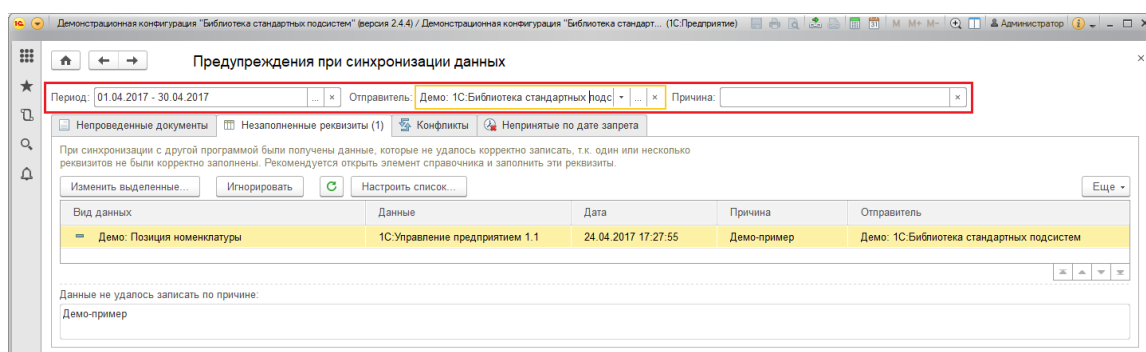 Демонстрационная конфигурация "Библиотека стандартных подсистем" (версия 2.4.4) / Демонстрационная конфигурация "Библиотека стандарт... (1С:Предприятие) M M+ M- Администратор
Предупреждения при синхронизации данных
Период: 01.04.2017 - 30.04.2017 ... × Отправитель: Демо: 1С:Библиотека стандартных подс ... × Причина: ×
Непроведенные документы Незаполненные реквизиты (1) Конфликты Непринятые по дате запрета
При синхронизации с другой программой были получены данные, которые не удалось корректно записать, т.к. один или несколько
реквизитов не были корректно заполнены. Рекомендуется открыть элемент справочника и заполнить эти реквизиты.
Изменить выделенные... Игнорировать Настроить список... Еще
Вид данных Данные Дата Причина Отправитель
Демо: Позиция номенклатуры 1С:Управление предприятием 1.1 24.04.2017 17:27:55 Демо-пример Демо: 1С:Библиотека стандартных подсистем
Данные не удалось записать по причине:
Демо-пример